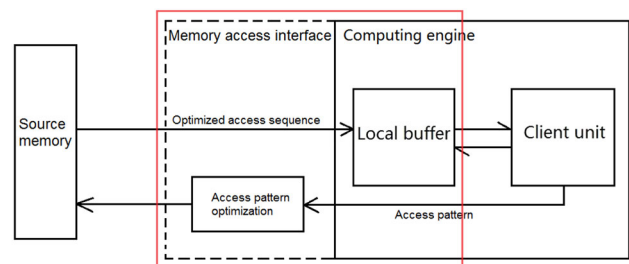 Memory access interface
Computing engine
Source
memory
Optimized access sequence
Local buffer
Client unit
Access pattern
optimization
Access pattern